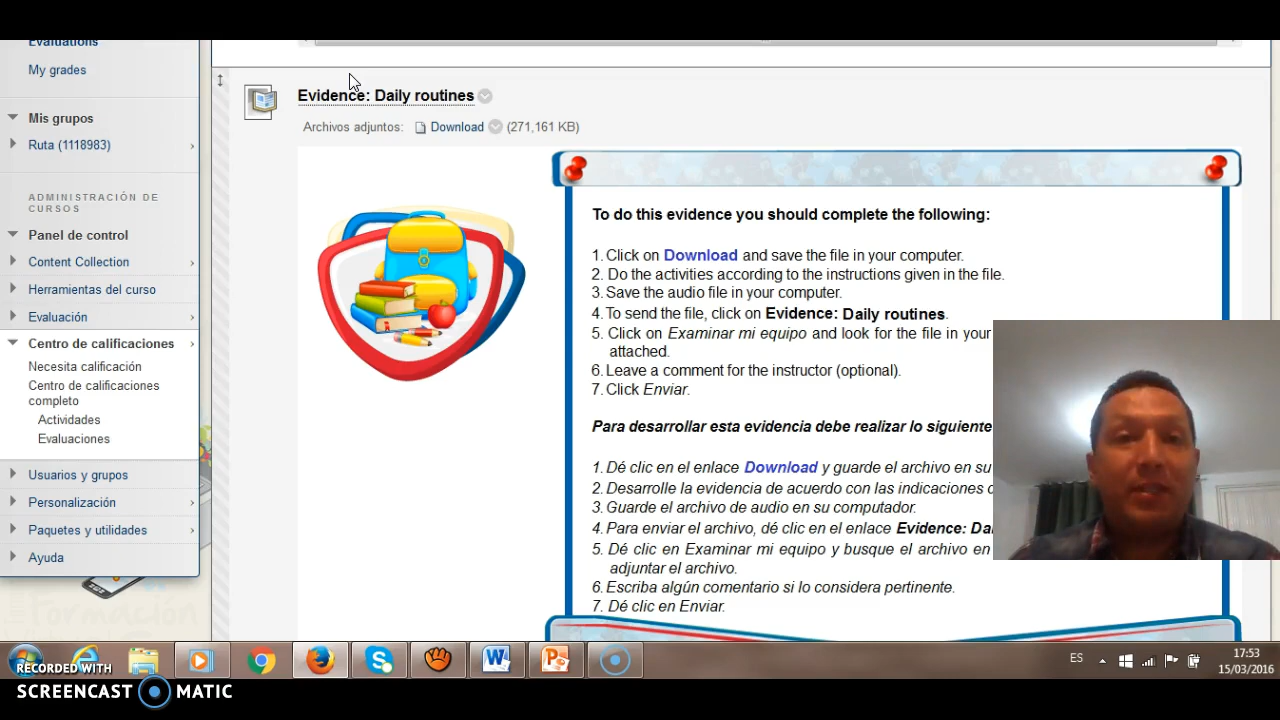 Evaluations
My grades
Mis grupos
Ruta (1118983)
ADMINISTRACIÓN DE
CURSOS
Panel de control
Content Collection
Herramientas del curso
Evaluación
Centro de calificaciones
Necesita calificación
Centro de calificaciones
completo
Actividades
Evaluaciones
Usuarios y grupos
Personalización
Paquetes y utilidades
Ayuda
Evidence: Daily routines
Archivos adjuntos: Download (271,161 KB)
To do this evidence you should complete the following:
1. Click on Download and save the file in your computer.
2. Do the activities according to the instructions given in the file.
3. Save the audio file in your computer.
4. To send the file, click on Evidence: Daily routines.
5. Click on Examinar mi equipo and look for the file in your
attached.
6. Leave a comment for the instructor (optional).
7. Click Enviar.
Para desarrollar esta evidencia debe realizar lo siguiente
1. Dé clic en el enlace Download y guarde el archivo en su
2. Desarrolle la evidencia de acuerdo con las indicaciones
3. Guarde el archivo de audio en su computador.
4. Para enviar el archivo, dé clic en el enlace Evidence: Dai
5. Dé clic en Examinar mi equipo y busque el archivo en
adjuntar el archivo.
6. Escriba algún comentario si lo considera pertinente.
7. Dé clic en Enviar.
ES
17:53
15/03/2016
RECORDED WITH
SCREENCAST MATIC